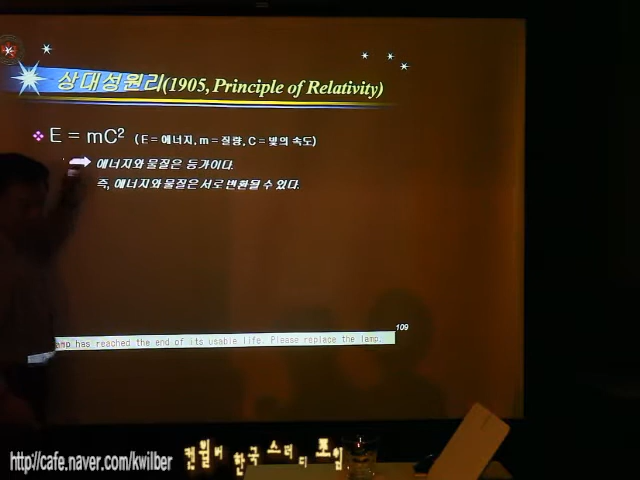 상대성원리(1905, Principle of Relativity)
E = mC² ( E = 에너지, m = 질량, C = 빛의 속도)
에너지와 물질은 등가이다.
즉, 에너지와 물질은 서로 변환될 수 있다.
109
amp has reached the end of its usable life. Please replace the lamp.
http://cafe.naver.com/kwilber
켄윌버 한국 스터디 모임